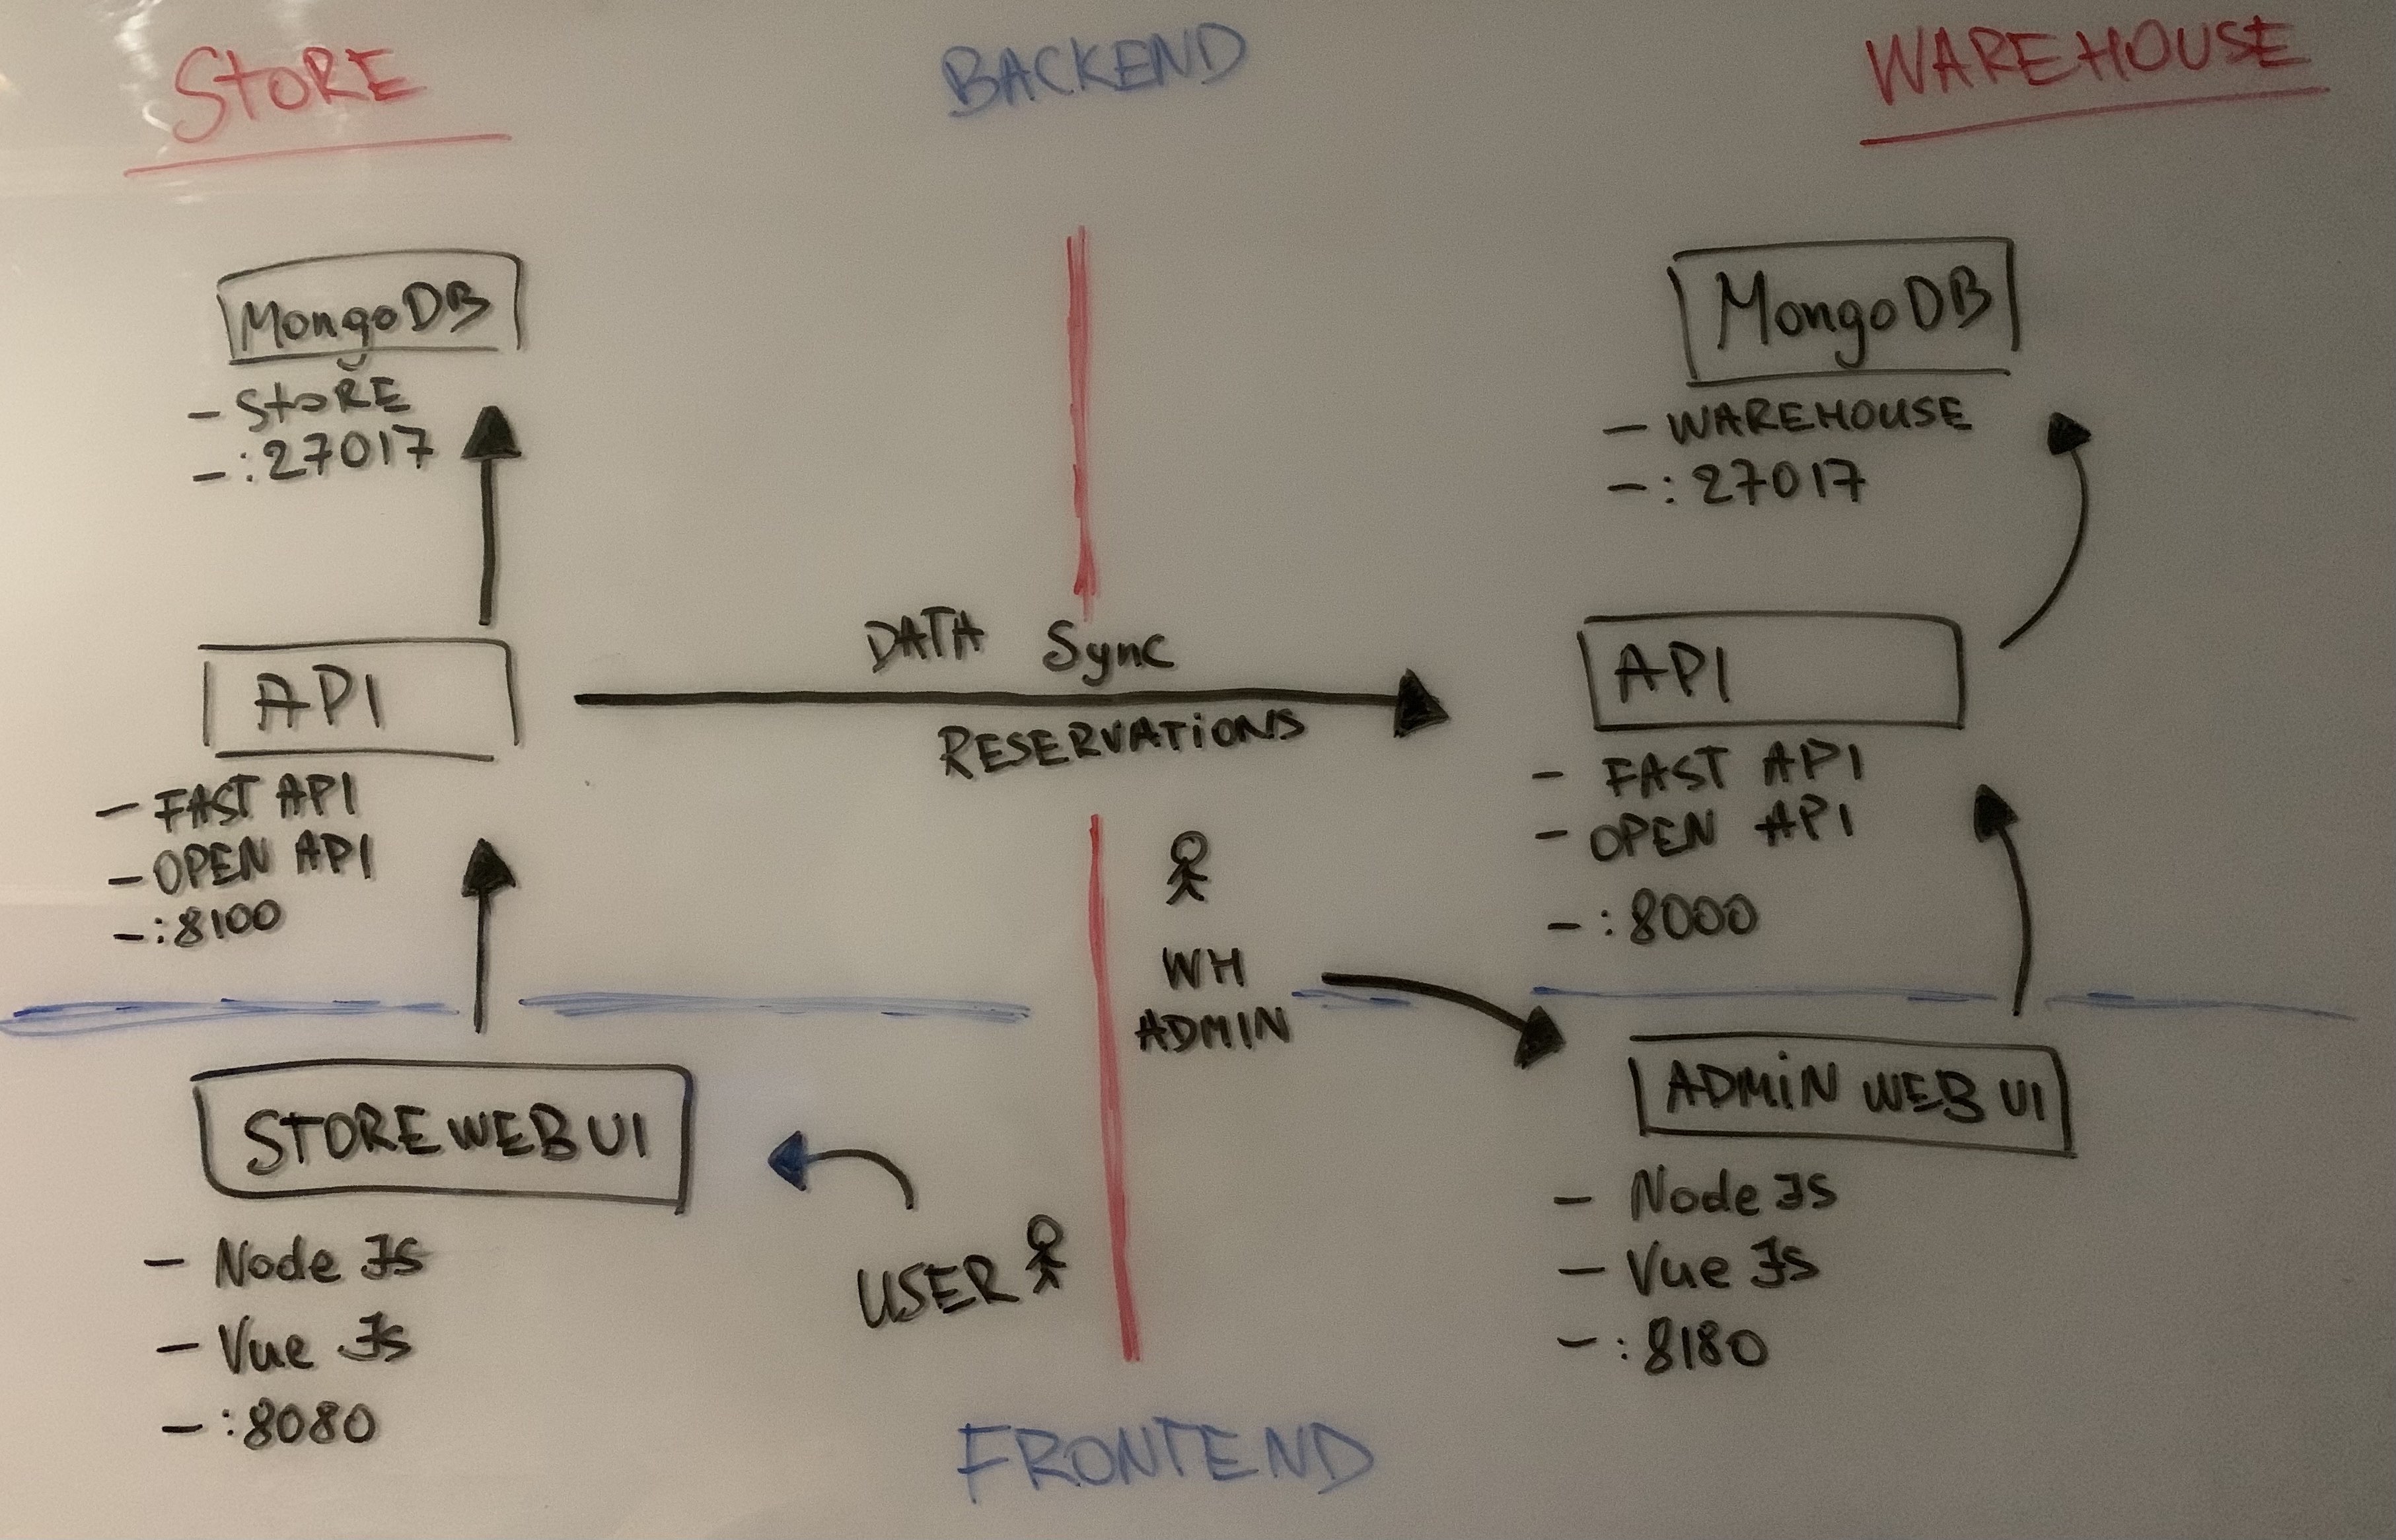 STORE
BACKEND
WAREHOUSE
MongoDB
- STORE
- :27017
MongoDB
- WAREHOUSE
- : 27017
DATA Sync
RESERVATIONS
API
- FAST API
- OPEN API
- :8100
API
- FAST API
- OPEN API
- : 8000
WH
ADMIN
STORE WEB UI
- Node JS
- Vue JS
- :8080
USER
ADMIN WEB UI
- Node JS
- Vue JS
- : 8180
FRONTEND